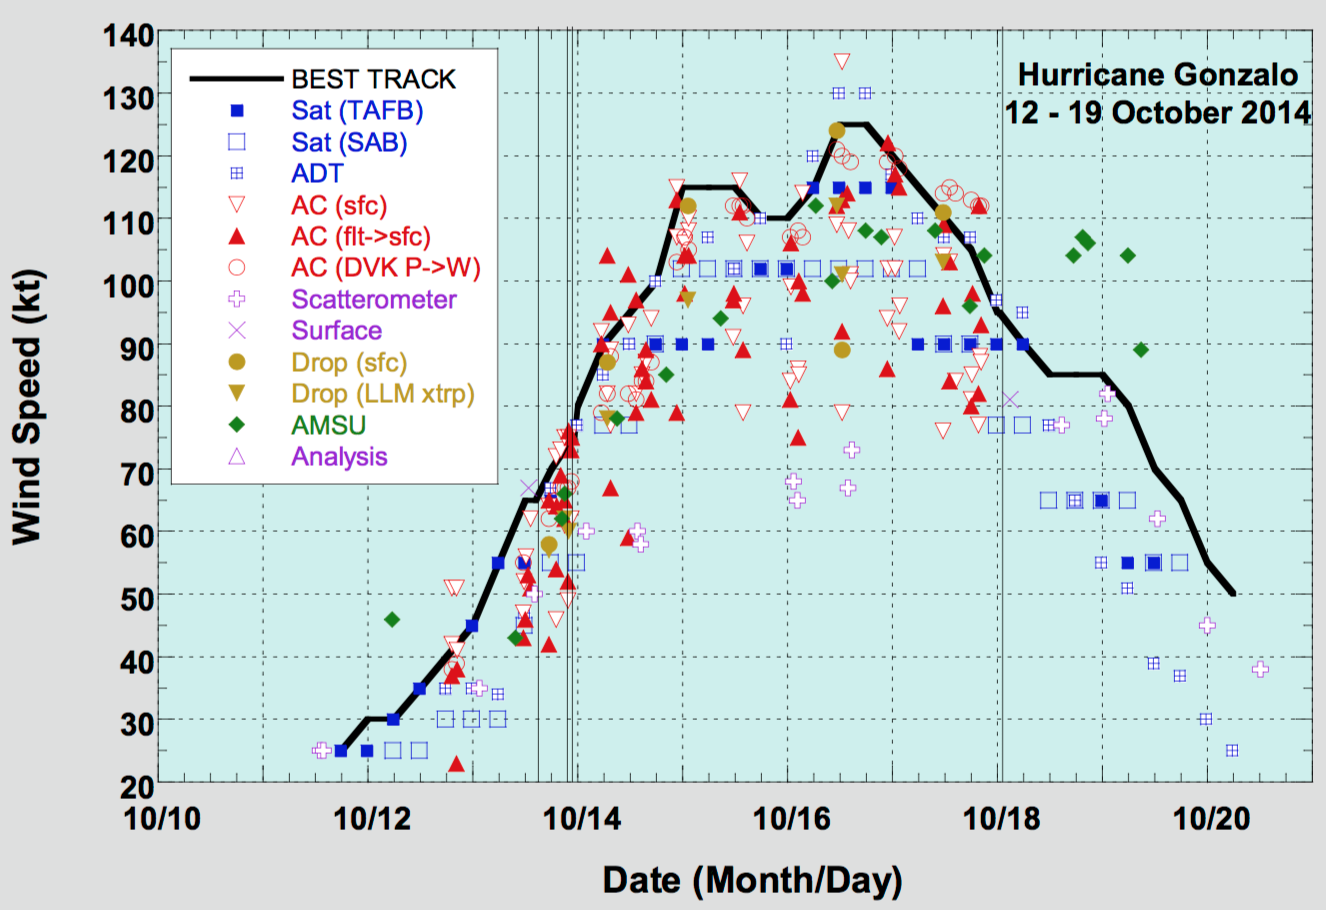 Hurricane Gonzalo
12 - 19 October 2014
BEST TRACK
Sat (TAFB)
Sat (SAB)
ADT
AC (sfc)
AC (flt->sfc)
AC (DVK P->W)
Scatterometer
Surface
Drop (sfc)
Drop (LLM xtrp)
AMSU
Analysis
Wind Speed (kt)
140
130
120
110
100
90
80
70
60
50
40
30
20
10/10 10/12 10/14 10/16 10/18 10/20
Date (Month/Day)